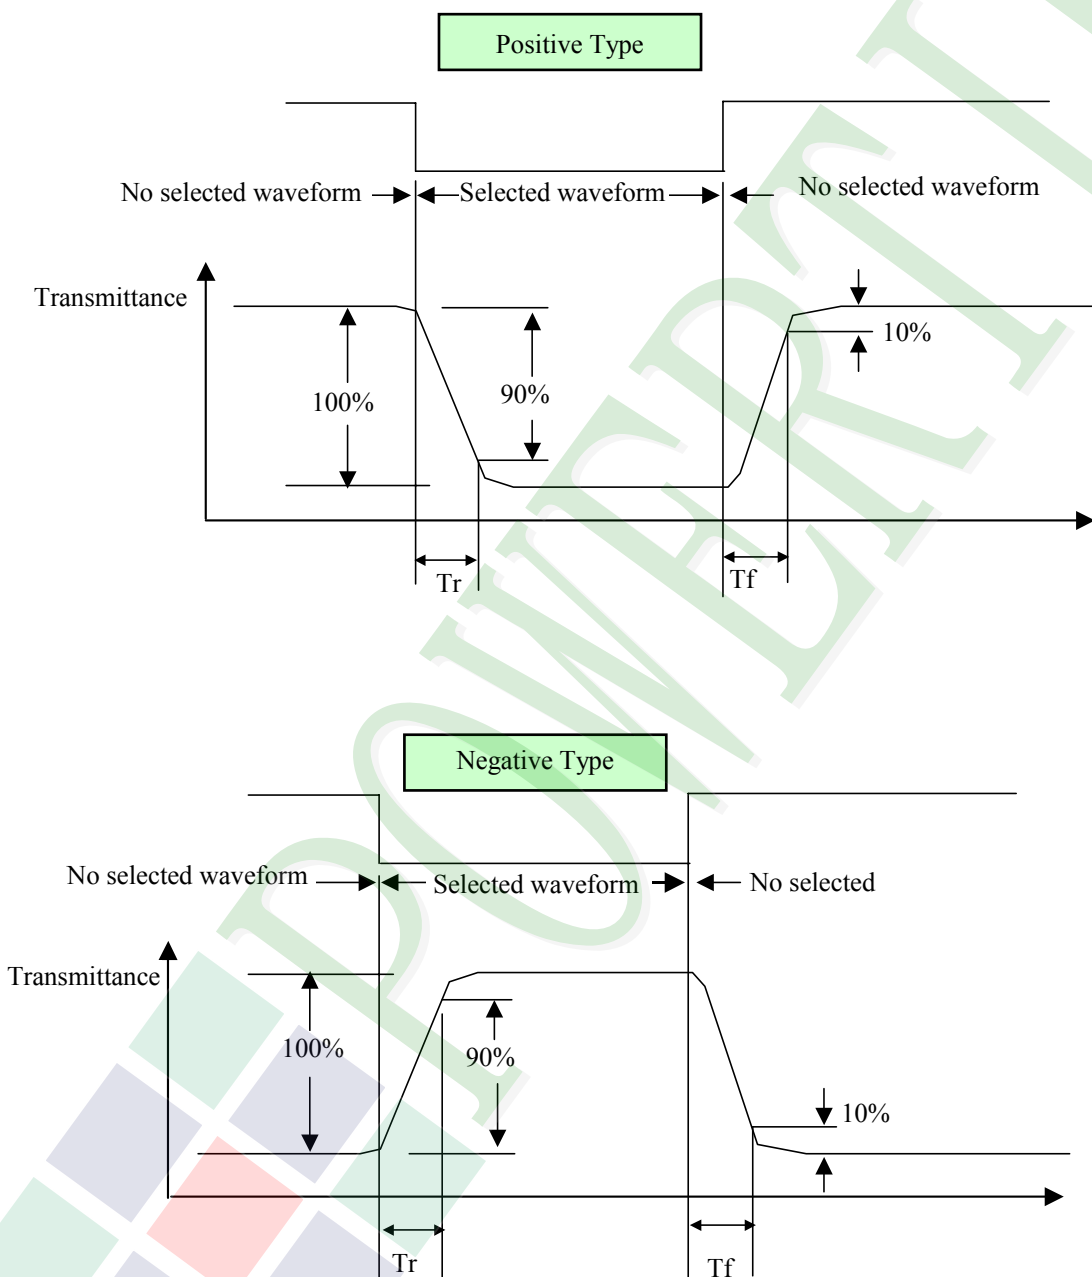 Positive Type
No selected waveform
Selected waveform
No selected waveform
Transmittance
10%
90%
100%
Tr
Tf
Negative Type
No selected waveform
Selected waveform
No selected
Transmittance
100%
90%
10%
Tr
Tf
POWERTI